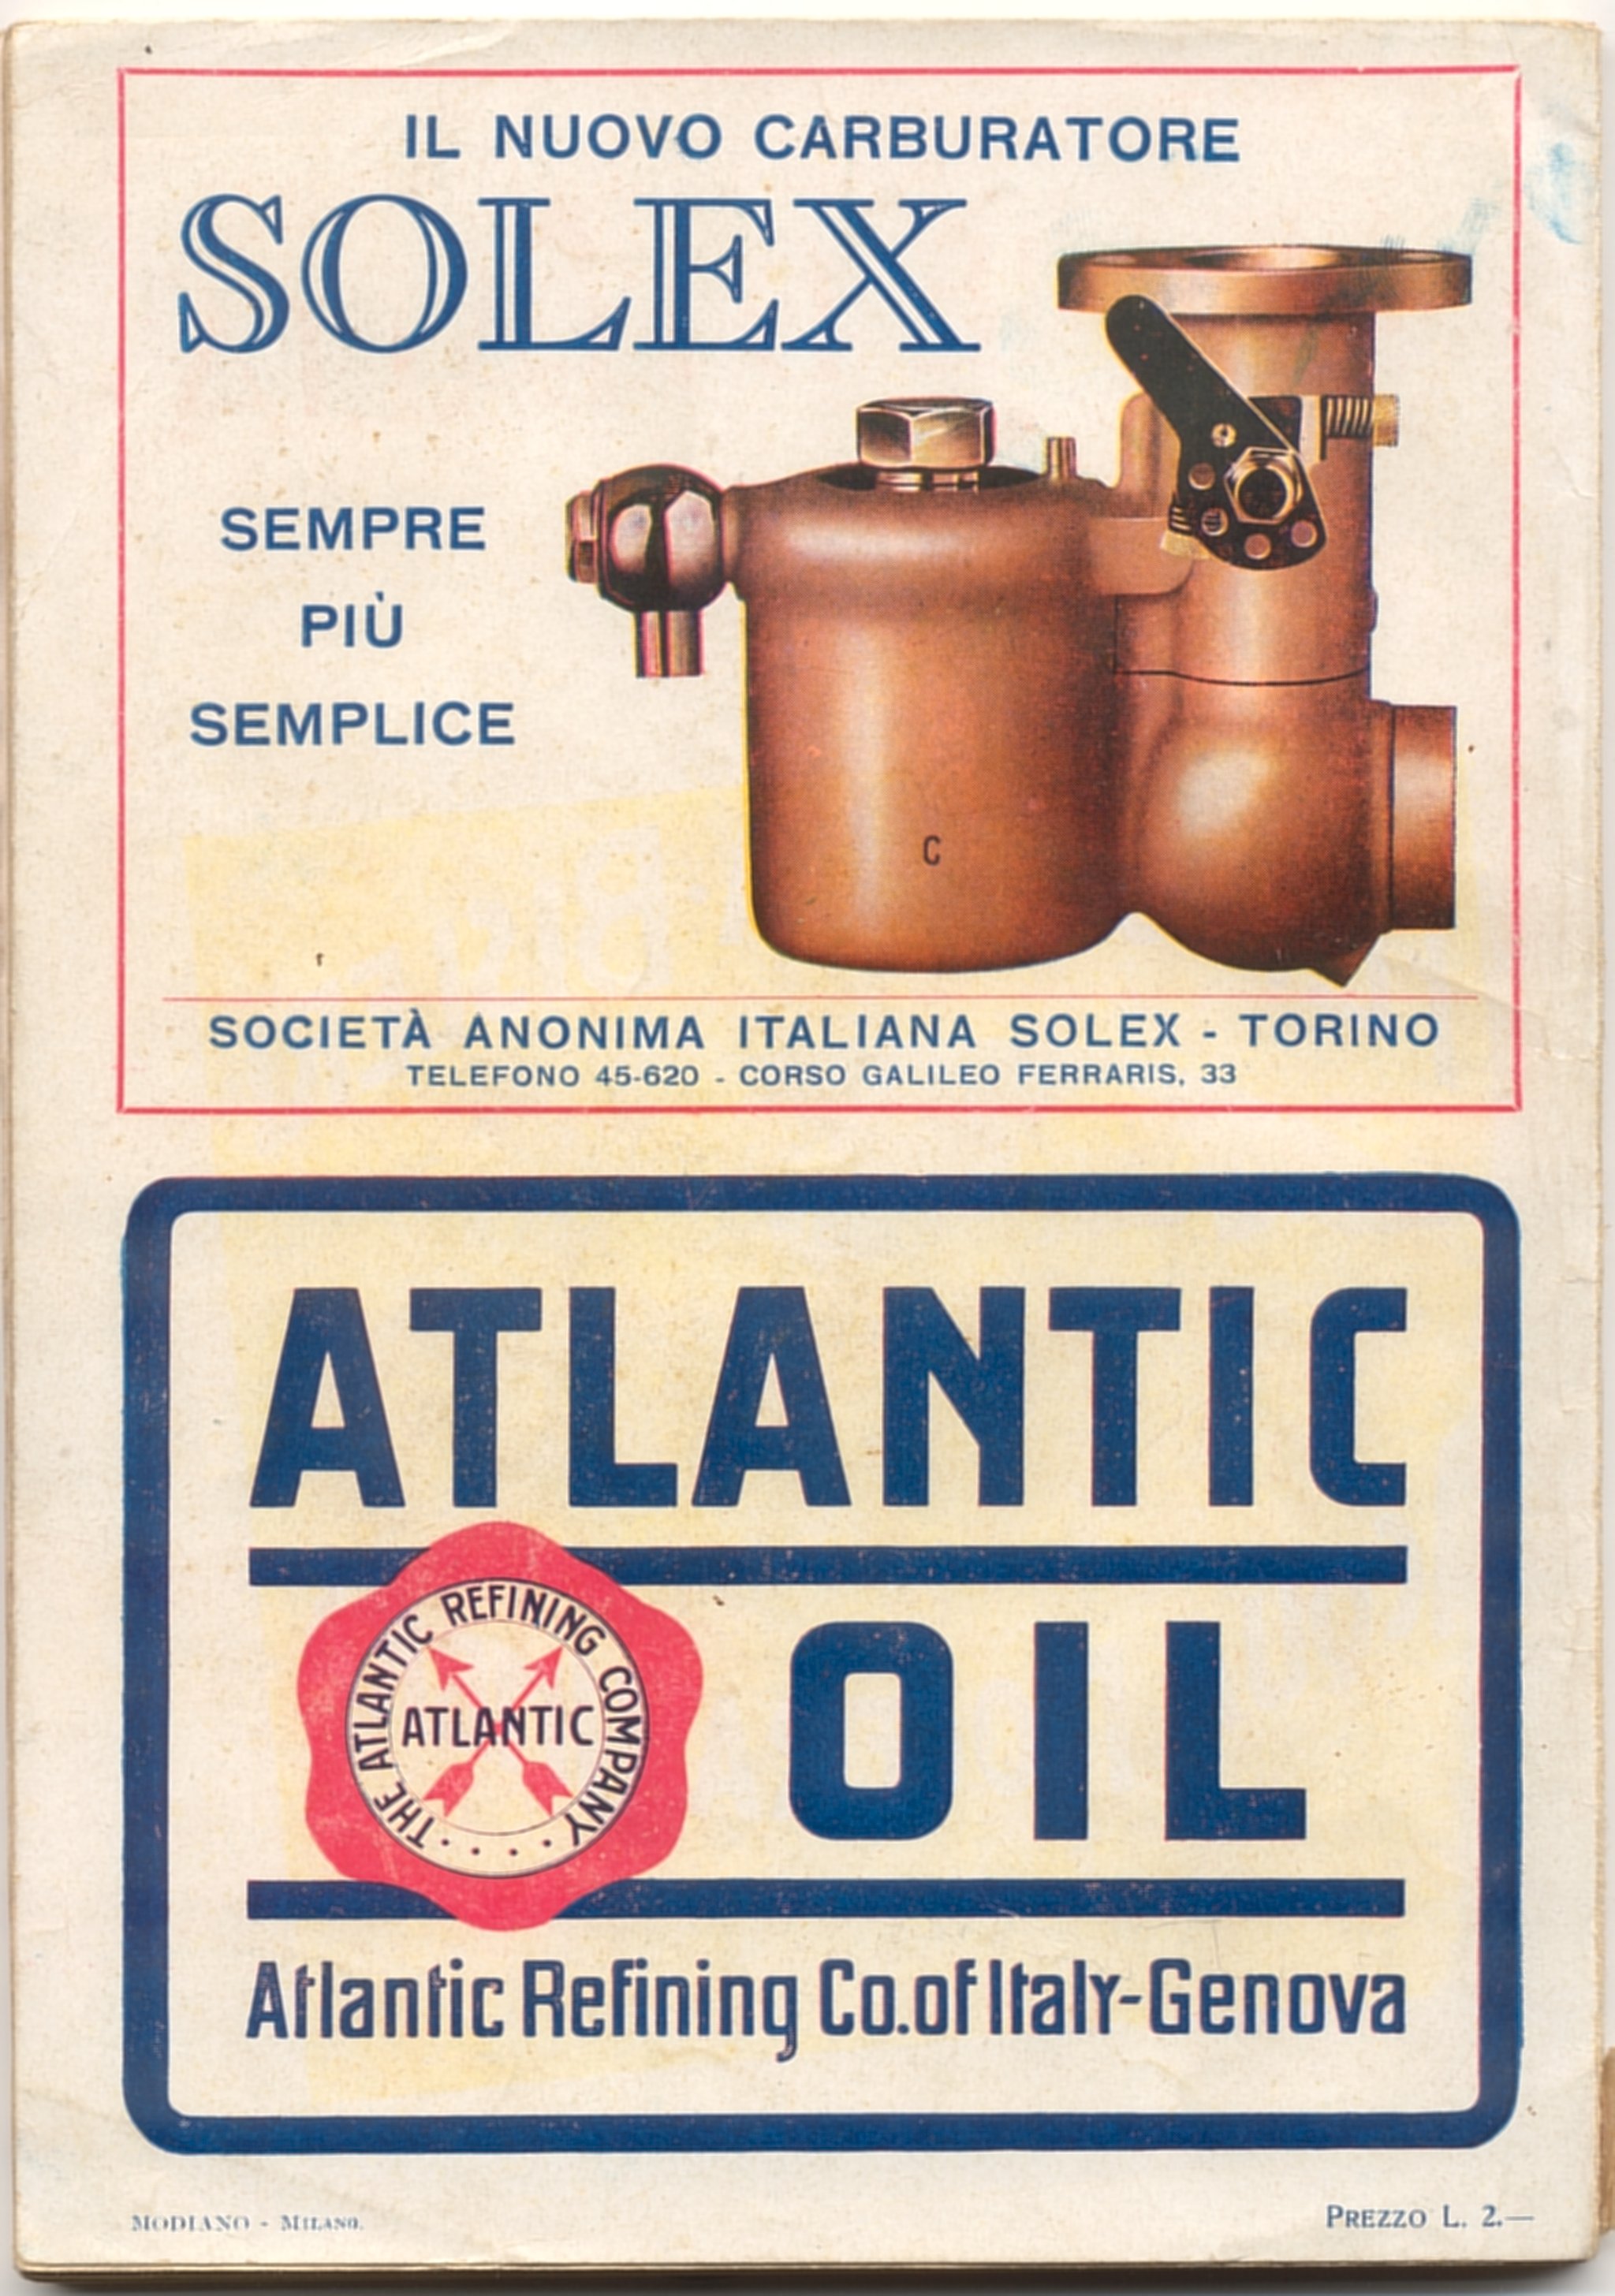 IL NUOVO CARBURATORE
SOLEX
SEMPRE
PIÙ
SEMPLICE
C
SOCIETÀ ANONIMA ITALIANA SOLEX - TORINO
TELEFONO 45-620 - CORSO GALILEO FERRARIS, 33
ATLANTIC
THE ATLANTIC REFINING COMPANY
ATLANTIC
OIL
Atlantic Refining Co. of Italy-Genova
MODIANO - MILANO.
PREZZO L. 2.—